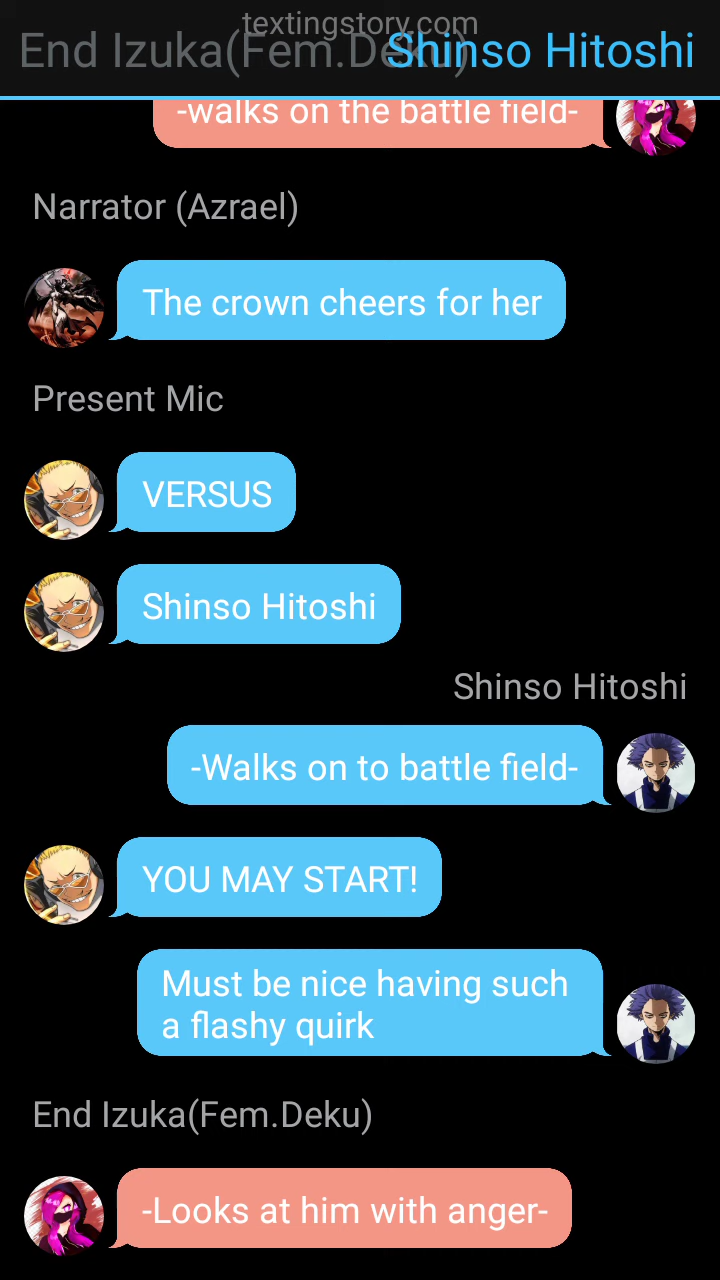 textingstory.com
End Izuka(Fem.Deku)
Shinso Hitoshi
-walks on the battle field-
Narrator (Azrael)
The crown cheers for her
Present Mic
VERSUS
Shinso Hitoshi
Shinso Hitoshi
-Walks on to battle field-
YOU MAY START!
Must be nice having such
a flashy quirk
End Izuka(Fem.Deku)
-Looks at him with anger-